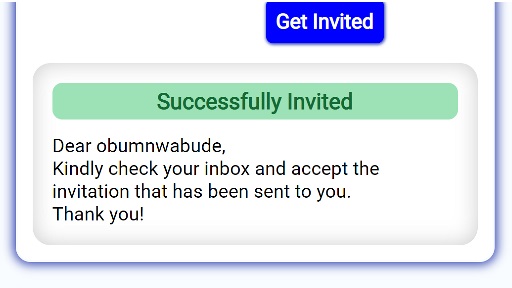 Get Invited
Successfully Invited
Dear obumnwabude,
Kindly check your inbox and accept the
invitation that has been sent to you.
Thank you!